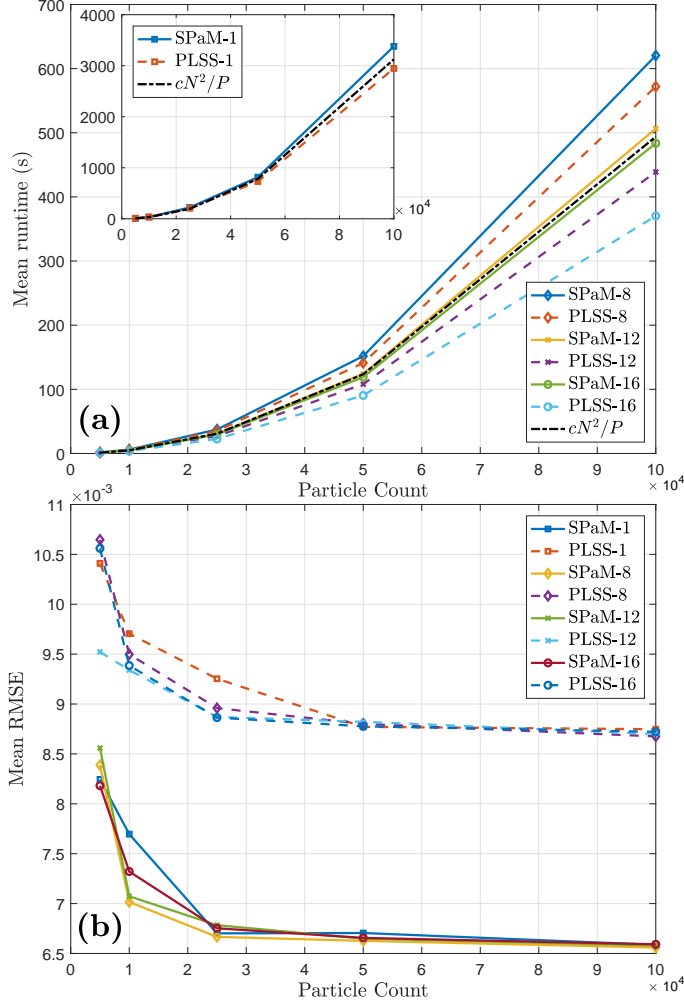 700
600
500
400
300
200
100
0
Mean runtime (s)
4000
3000
2000
1000
0
0 2 4 6 8 10
× 10⁴
SPaM-1
PLSS-1
cN²/P
SPaM-8
PLSS-8
SPaM-12
PLSS-12
SPaM-16
PLSS-16
cN²/P
(a)
0 1 2 3 4 5 6 7 8 9 10
Particle Count
× 10⁴
×10⁻³
11
10.5
10
9.5
9
8.5
8
7.5
7
6.5
Mean RMSE
SPaM-1
PLSS-1
SPaM-8
PLSS-8
SPaM-12
PLSS-12
SPaM-16
PLSS-16
(b)
0 1 2 3 4 5 6 7 8 9 10
Particle Count
× 10⁴